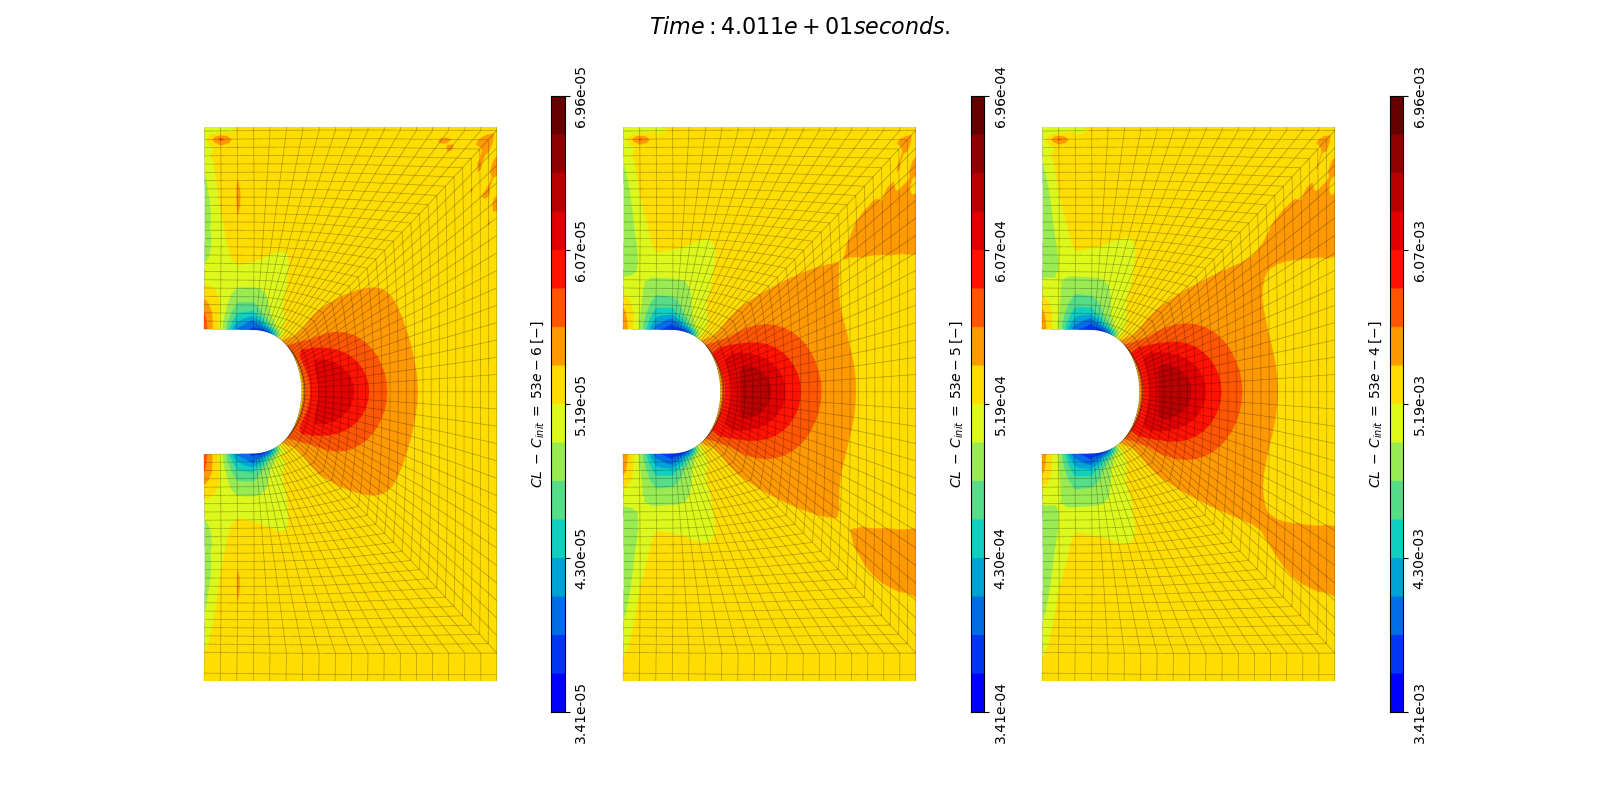 Time : 4.011e + 01seconds.
6.96e-05
6.07e-05
5.19e-05
4.30e-05
3.41e-05
CL − C_init = 53e − 6 [−]
6.96e-04
6.07e-04
5.19e-04
4.30e-04
3.41e-04
CL − C_init = 53e − 5 [−]
6.96e-03
6.07e-03
5.19e-03
4.30e-03
3.41e-03
CL − C_init = 53e − 4 [−]